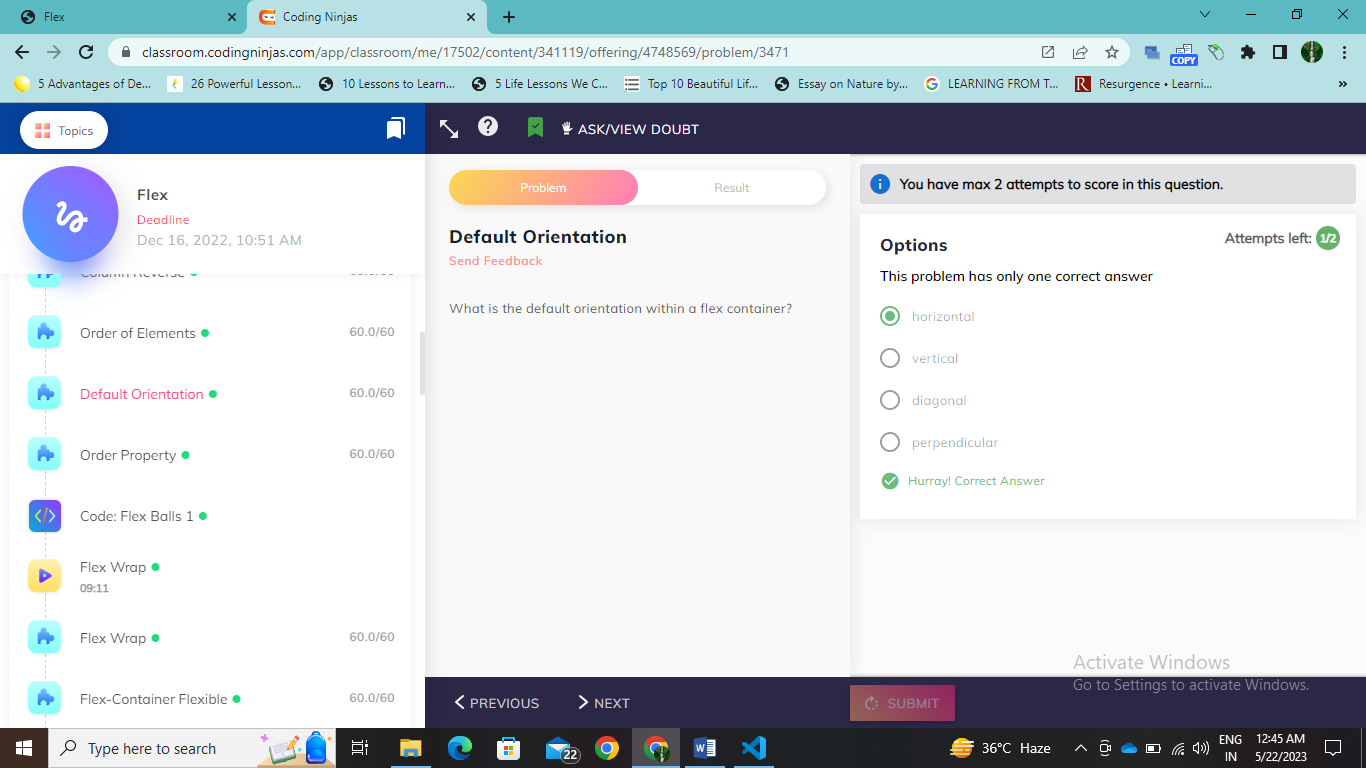 Flex
Coding Ninjas
classroom.codingninjas.com/app/classroom/me/17502/content/341119/offering/4748569/problem/3471
COPY
5 Advantages of De...
26 Powerful Lesson...
10 Lessons to Learn...
5 Life Lessons We C...
Top 10 Beautiful Lif...
Essay on Nature by...
LEARNING FROM T...
Resurgence • Learni...
Topics
ASK/VIEW DOUBT
Flex
Deadline
Dec 16, 2022, 10:51 AM
Column Reverse
60.0/60
Order of Elements
60.0/60
Default Orientation
60.0/60
Order Property
60.0/60
Code: Flex Balls 1
Flex Wrap
09:11
Flex Wrap
60.0/60
Flex-Container Flexible
60.0/60
Problem
Result
Default Orientation
Send Feedback
What is the default orientation within a flex container?
PREVIOUS
NEXT
You have max 2 attempts to score in this question.
Options
Attempts left: 1/2
This problem has only one correct answer
horizontal
vertical
diagonal
perpendicular
Hurray! Correct Answer
Activate Windows
Go to Settings to activate Windows.
SUBMIT
Type here to search
22
36°C Haze
ENG
IN
12:45 AM
5/22/2023